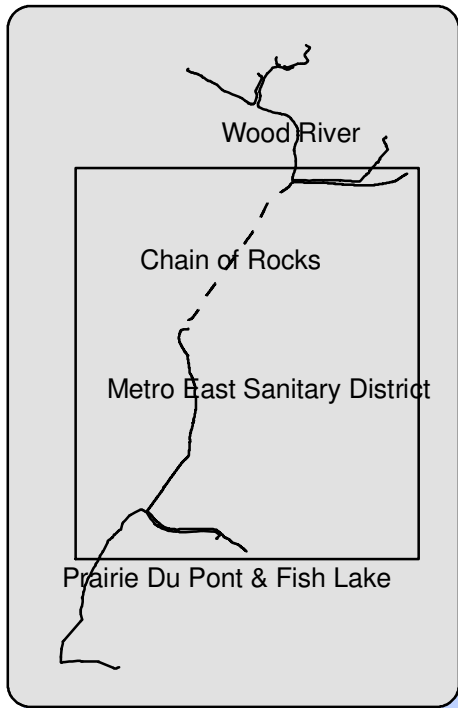 Wood River
Chain of Rocks
Metro East Sanitary District
Prairie Du Pont & Fish Lake